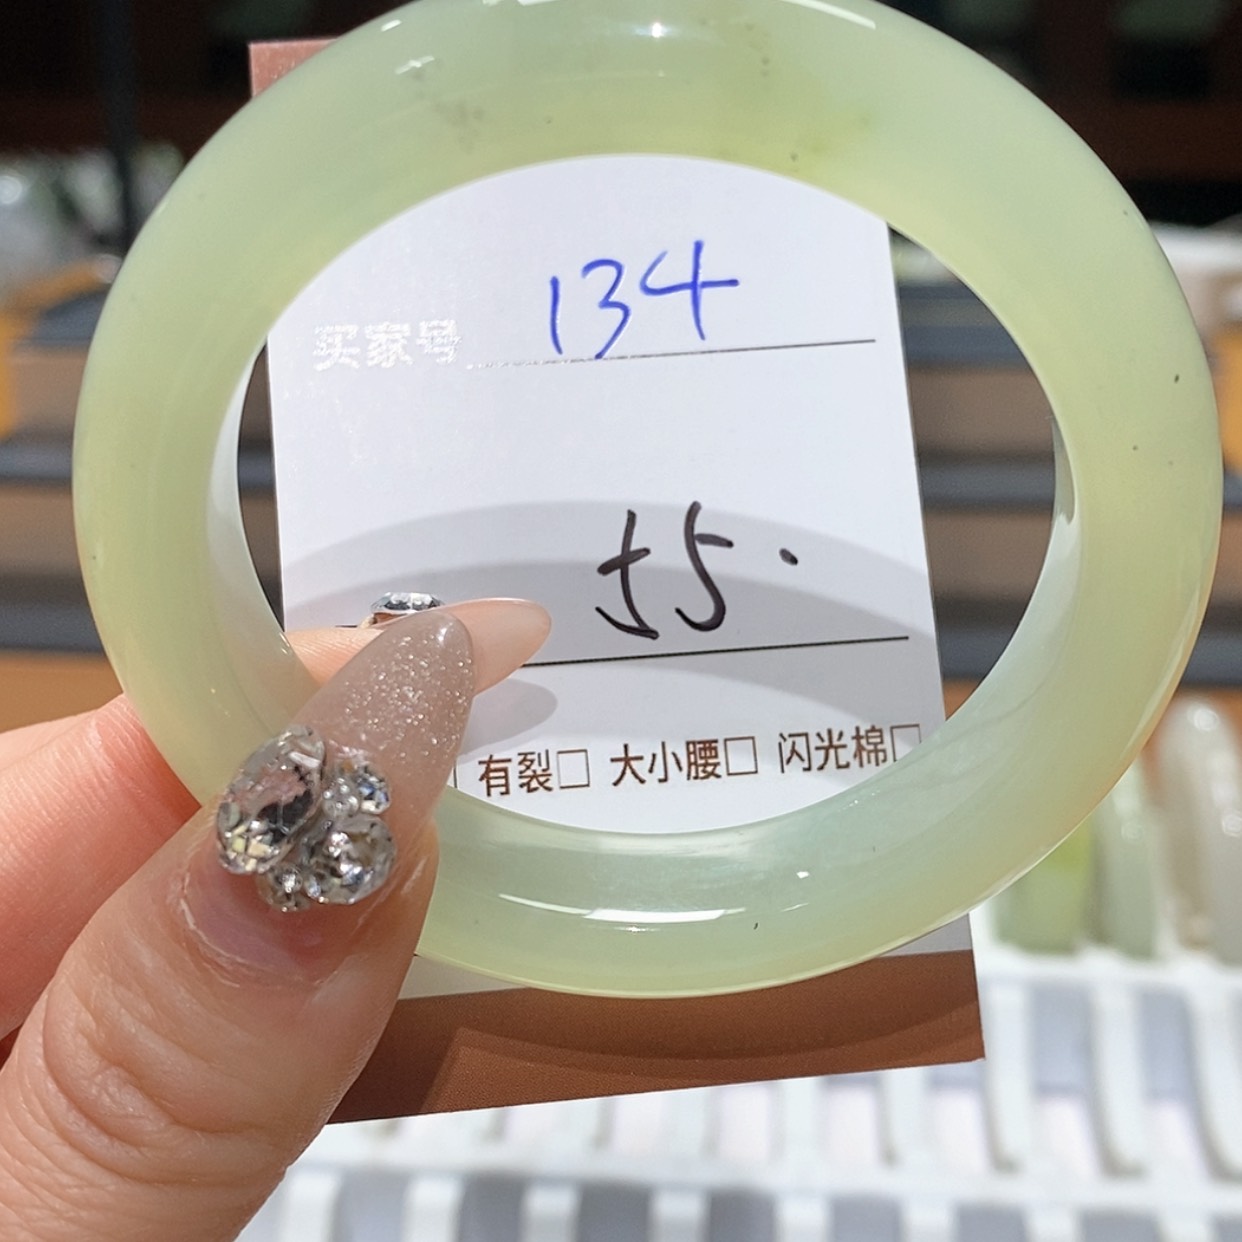 买家号 134
55.
有裂□ 大小腰□ 闪光棉□